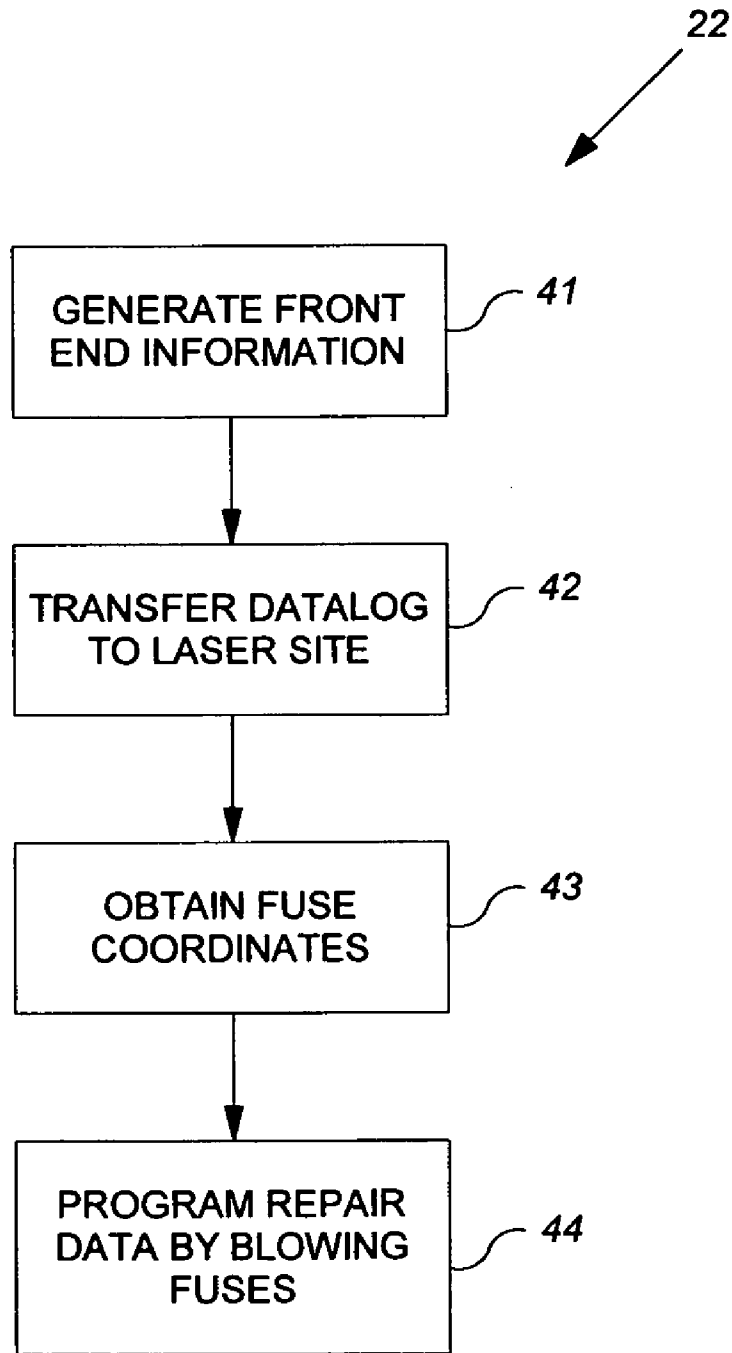 22
GENERATE FRONT
END INFORMATION
41
TRANSFER DATALOG
TO LASER SITE
42
OBTAIN FUSE
COORDINATES
43
PROGRAM REPAIR
DATA BY BLOWING
FUSES
44